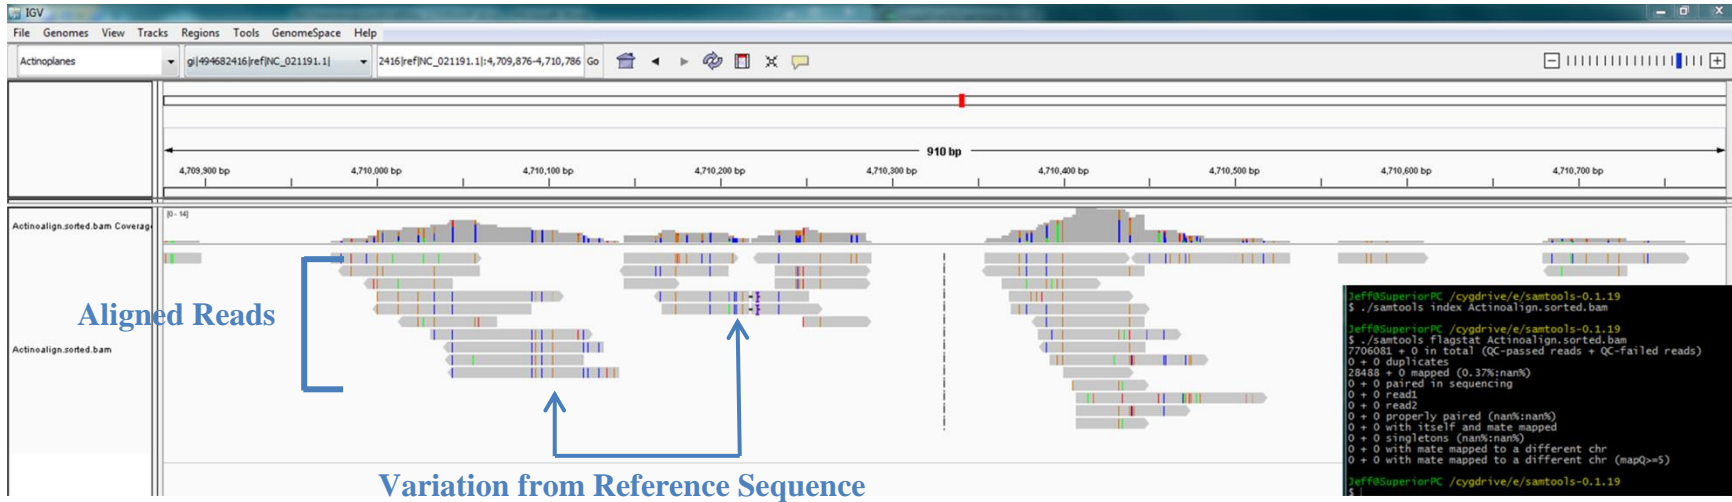 IGV
File Genomes View Tracks Regions Tools GenomeSpace Help
Actinoplanes gi|494682416|ref|NC_021191.1| 2416|ref|NC_021191.1|:4,709,876-4,710,786 Go
910 bp
4,709,900 bp 4,710,000 bp 4,710,100 bp 4,710,200 bp 4,710,300 bp 4,710,400 bp 4,710,500 bp 4,710,600 bp 4,710,700 bp
[0 - 14]
Actinoalign.sorted.bam Coverag
Aligned Reads
Actinoalign.sorted.bam
Variation from Reference Sequence
Jeff@SuperiorPC /cygdrive/e/samtools-0.1.19
$ ./samtools index Actinoalign.sorted.bam
Jeff@SuperiorPC /cygdrive/e/samtools-0.1.19
$ ./samtools flagstat Actinoalign.sorted.bam
7706081 + 0 in total (QC-passed reads + QC-failed reads)
0 + 0 duplicates
28488 + 0 mapped (0.37%:nan%)
0 + 0 paired in sequencing
0 + 0 read1
0 + 0 read2
0 + 0 properly paired (nan%:nan%)
0 + 0 with itself and mate mapped
0 + 0 singletons (nan%:nan%)
0 + 0 with mate mapped to a different chr
0 + 0 with mate mapped to a different chr (mapQ>=5)
Jeff@SuperiorPC /cygdrive/e/samtools-0.1.19
$